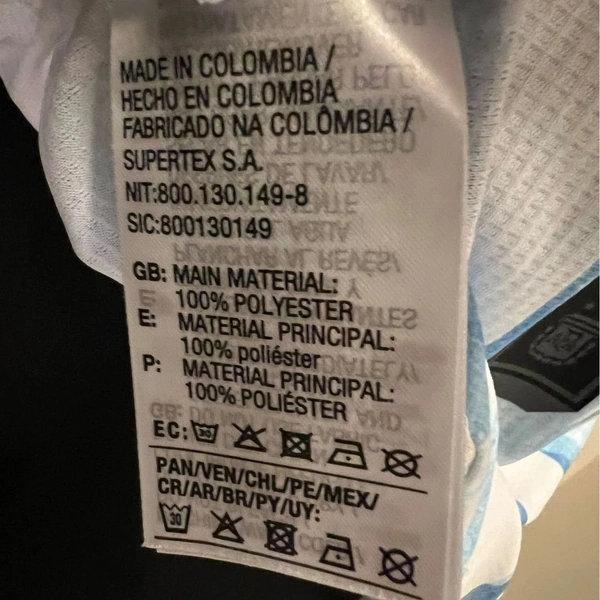 MADE IN COLOMBIA /
HECHO EN COLOMBIA
FABRICADO NA COLÔMBIA /
SUPERTEX S.A.
NIT:800.130.149-8
SIC:800130149
GB: MAIN MATERIAL:
100% POLYESTER
E: MATERIAL PRINCIPAL:
100% poliéster
P: MATERIAL PRINCIPAL:
100% POLIÉSTER
EC: 30
PAN/VEN/CHL/PE/MEX/
CR/AR/BR/PY/UY:
30